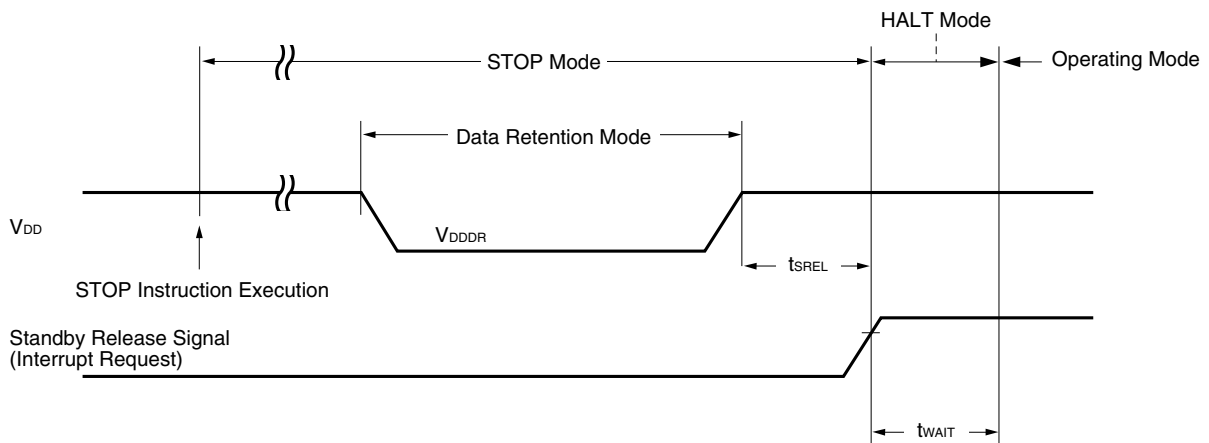 HALT Mode
STOP Mode
Operating Mode
Data Retention Mode
VDD
VDDDR
tSREL
STOP Instruction Execution
Standby Release Signal
(Interrupt Request)
tWAIT